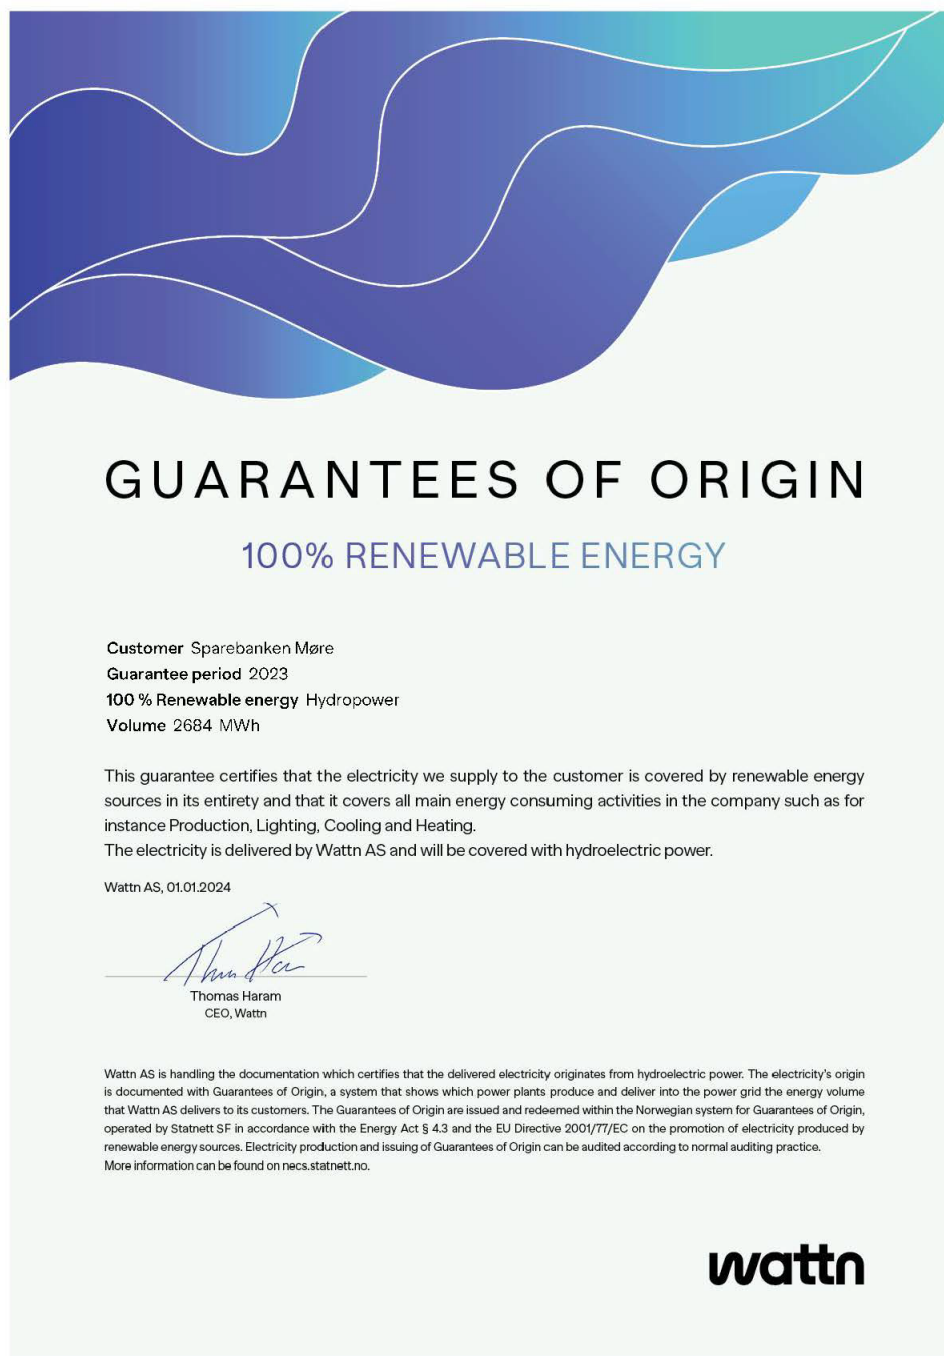 GUARANTEES OF ORIGIN
100% RENEWABLE ENERGY
Customer Sparebanken Møre
Guarantee period 2023
100 % Renewable energy Hydropower
Volume 2684 MWh
This guarantee certifies that the electricity we supply to the customer is covered by renewable energy
sources in its entirety and that it covers all main energy consuming activities in the company such as for
instance Production, Lighting, Cooling and Heating.
The electricity is delivered by Wattn AS and will be covered with hydroelectric power.
Wattn AS, 01.01.2024
Thomas Haram
CEO, Wattn
Wattn AS is handling the documentation which certifies that the delivered electricity originates from hydroelectric power. The electricity's origin
is documented with Guarantees of Origin, a system that shows which power plants produce and deliver into the power grid the energy volume
that Wattn AS delivers to its customers. The Guarantees of Origin are issued and redeemed within the Norwegian system for Guarantees of Origin,
operated by Statnett SF in accordance with the Energy Act § 4.3 and the EU Directive 2001/77/EC on the promotion of electricity produced by
renewable energy sources. Electricity production and issuing of Guarantees of Origin can be audited according to normal auditing practice.
More information can be found on necs.statnett.no.
wattn